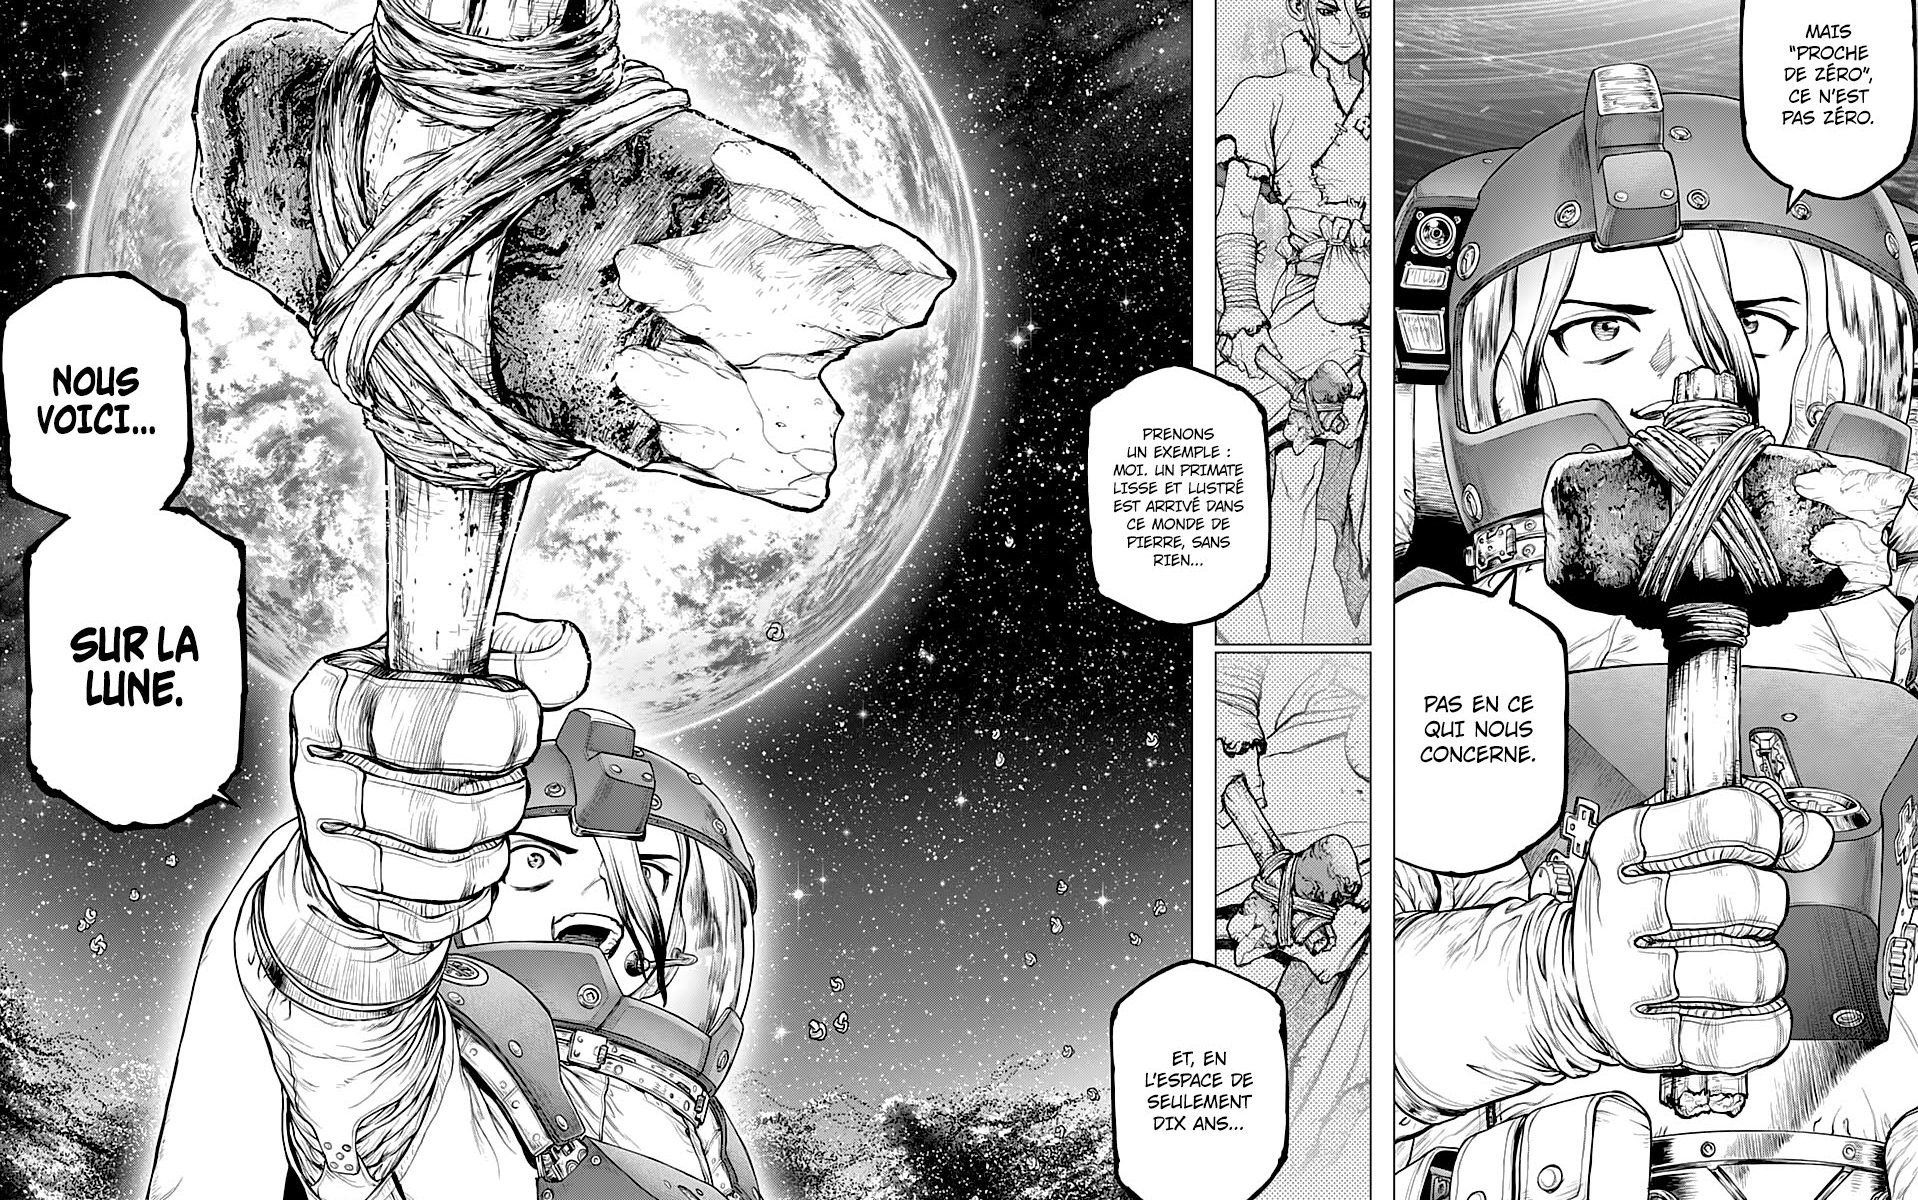 MAIS
"PROCHE
DE ZÉRO",
CE N'EST
PAS ZÉRO.
PAS EN CE
QUI NOUS
CONCERNE.
PRENONS
UN EXEMPLE :
MOI. UN PRIMATE
LISSE ET LUSTRÉ
EST ARRIVÉ DANS
CE MONDE DE
PIERRE, SANS
RIEN...
ET, EN
L'ESPACE DE
SEULEMENT
DIX ANS...
NOUS
VOICI...
SUR LA
LUNE.